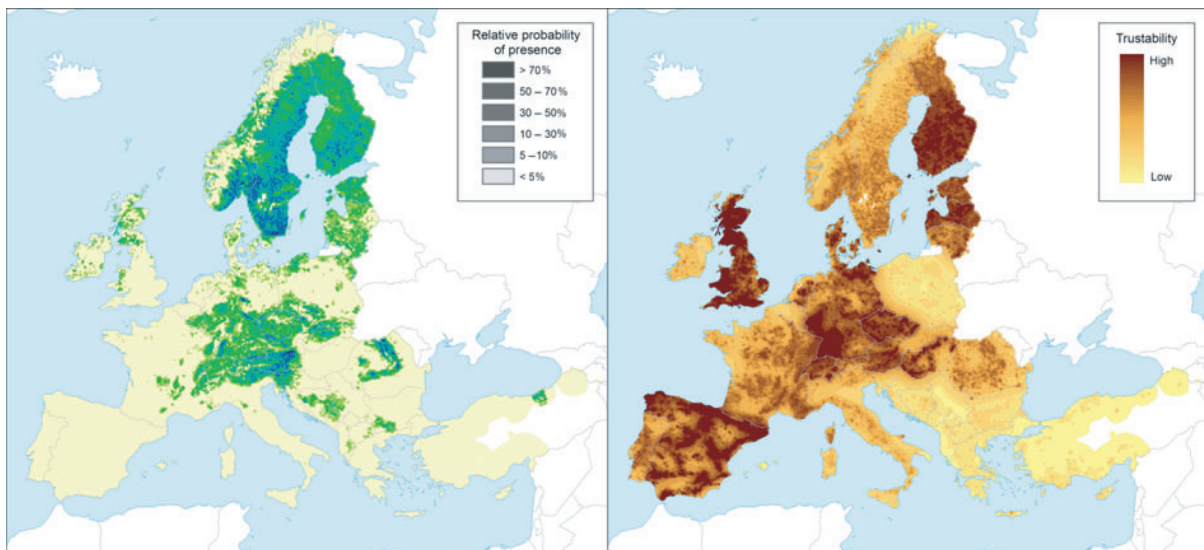 Relative probability
of presence
> 70%
50 – 70%
30 – 50%
10 – 30%
5 – 10%
< 5%
Trustability
High
Low